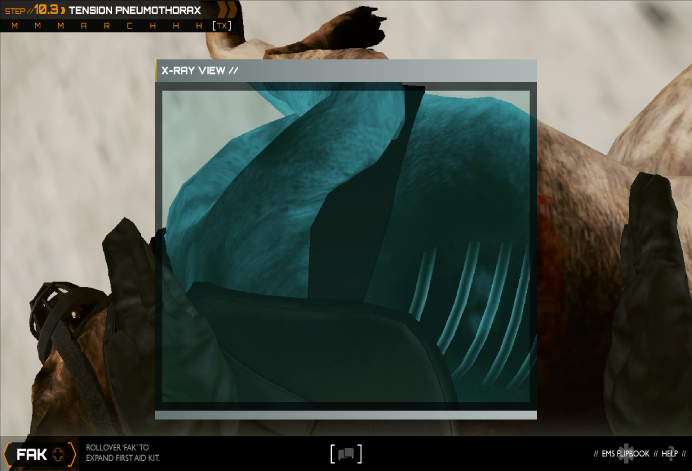 STEP // 10.3 › TENSION PNEUMOTHORAX
M M M A R C H H H [TX]
X-RAY VIEW //
FAK
ROLLOVER 'FAK' TO
EXPAND FIRST AID KIT.
// EMS FLIPBOOK // HELP //